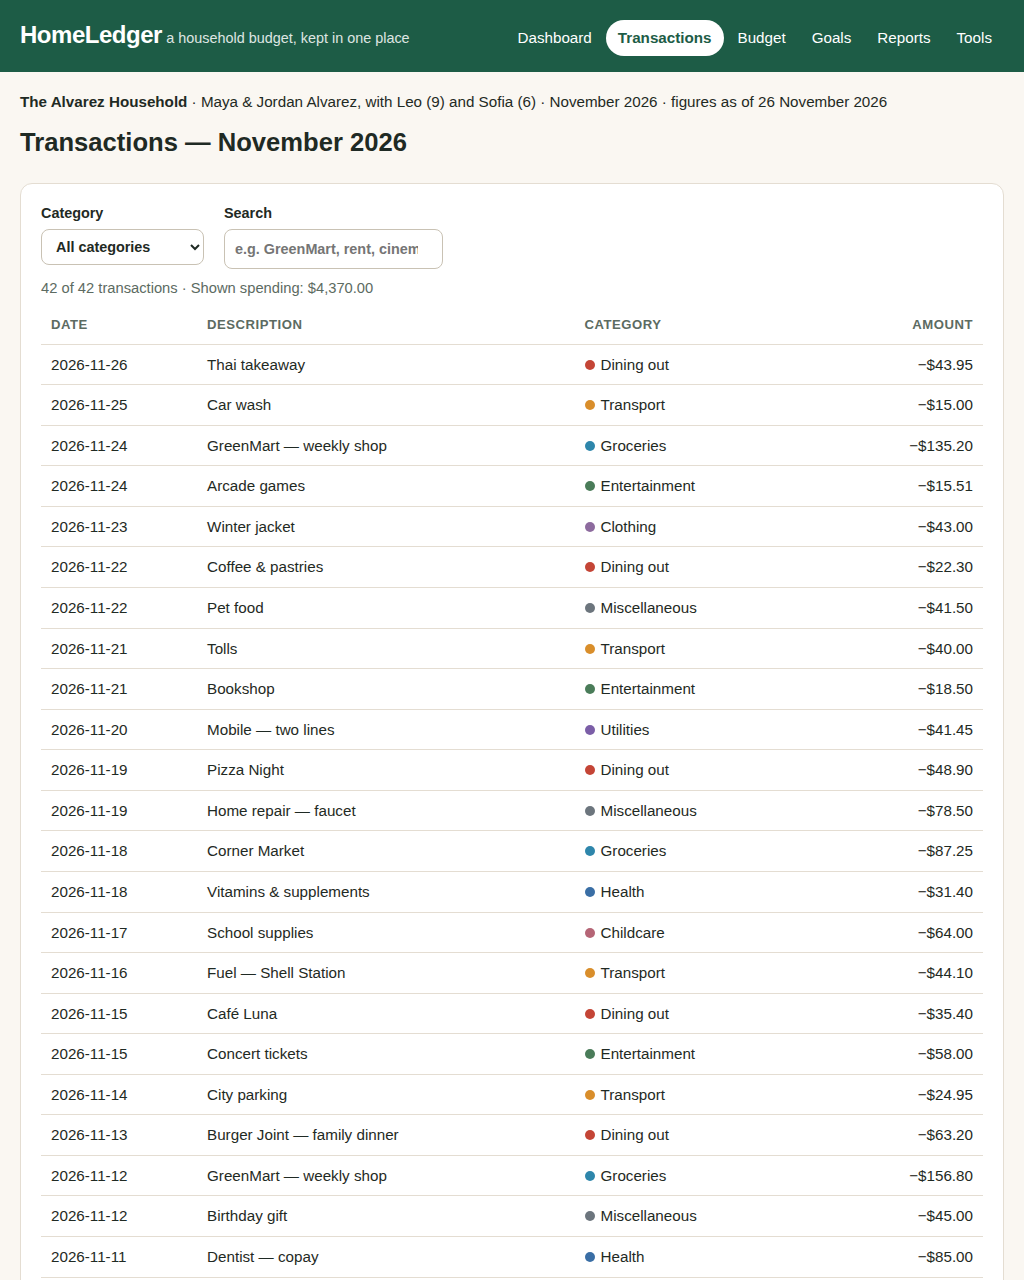 HomeLedger a household budget, kept in one place Dashboard Transactions Budget Goals Reports Tools
The Alvarez Household · Maya & Jordan Alvarez, with Leo (9) and Sofia (6) · November 2026 · figures as of 26 November 2026
Transactions — November 2026
Category Search
All categories e.g. GreenMart, rent, cinem
42 of 42 transactions · Shown spending: $4,370.00
DATE DESCRIPTION CATEGORY AMOUNT
2026-11-26 Thai takeaway Dining out −$43.95
2026-11-25 Car wash Transport −$15.00
2026-11-24 GreenMart — weekly shop Groceries −$135.20
2026-11-24 Arcade games Entertainment −$15.51
2026-11-23 Winter jacket Clothing −$43.00
2026-11-22 Coffee & pastries Dining out −$22.30
2026-11-22 Pet food Miscellaneous −$41.50
2026-11-21 Tolls Transport −$40.00
2026-11-21 Bookshop Entertainment −$18.50
2026-11-20 Mobile — two lines Utilities −$41.45
2026-11-19 Pizza Night Dining out −$48.90
2026-11-19 Home repair — faucet Miscellaneous −$78.50
2026-11-18 Corner Market Groceries −$87.25
2026-11-18 Vitamins & supplements Health −$31.40
2026-11-17 School supplies Childcare −$64.00
2026-11-16 Fuel — Shell Station Transport −$44.10
2026-11-15 Café Luna Dining out −$35.40
2026-11-15 Concert tickets Entertainment −$58.00
2026-11-14 City parking Transport −$24.95
2026-11-13 Burger Joint — family dinner Dining out −$63.20
2026-11-12 GreenMart — weekly shop Groceries −$156.80
2026-11-12 Birthday gift Miscellaneous −$45.00
2026-11-11 Dentist — copay Health −$85.00